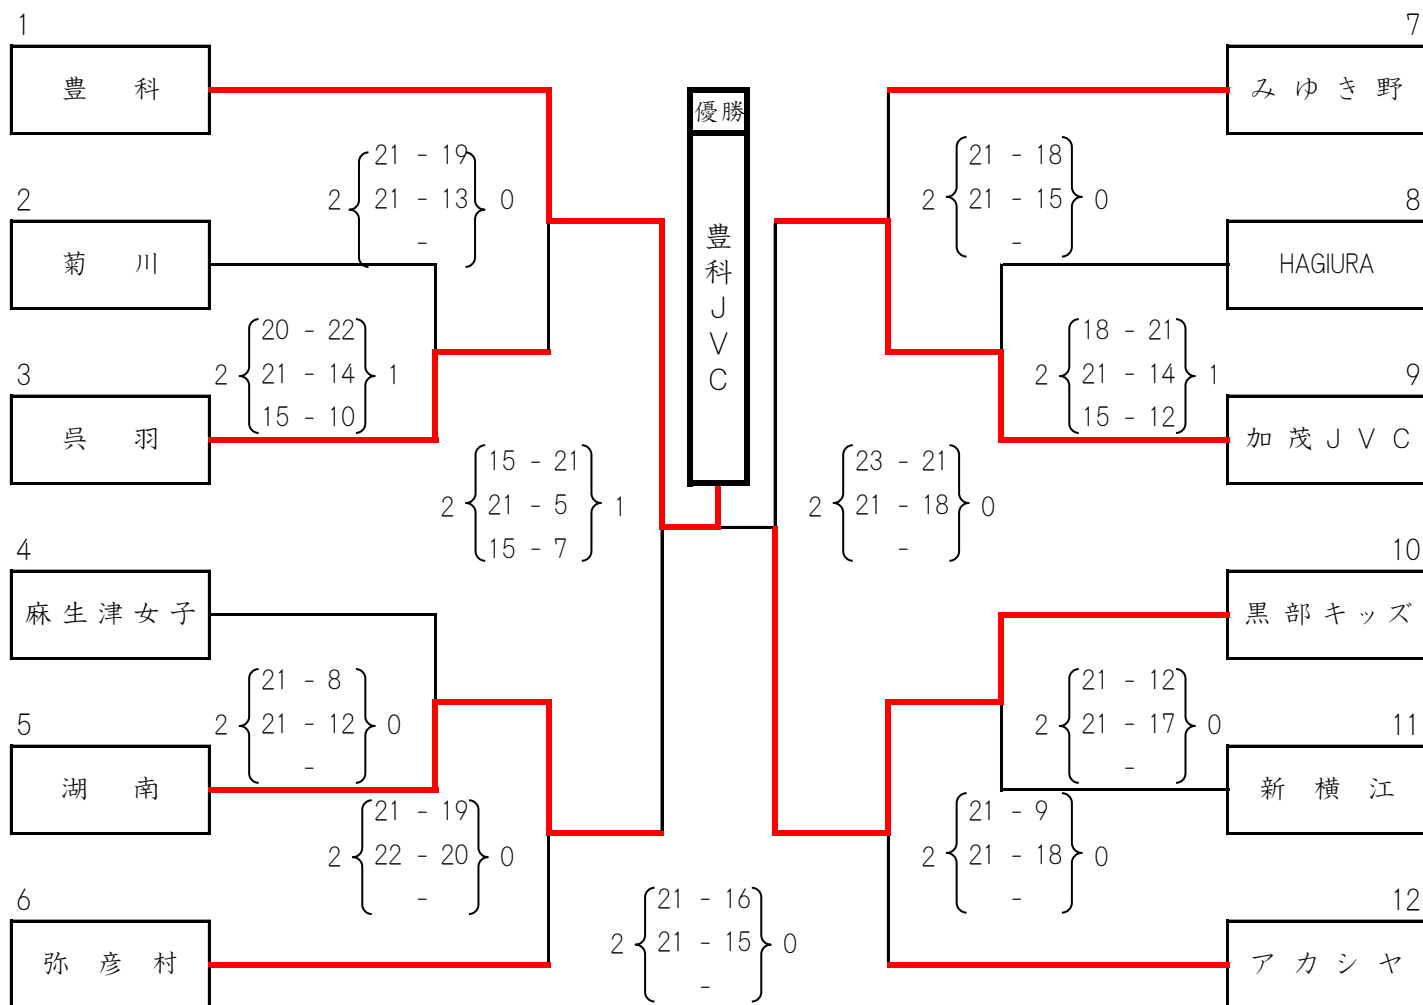 1
豊科
2
菊川
3
呉羽
4
麻生津女子
5
湖南
6
弥彦村
21 - 19
2 21 - 13 0
-
20 - 22
2 21 - 14 1
15 - 10
15 - 21
2 21 - 5 1
15 - 7
21 - 8
2 21 - 12 0
-
21 - 19
2 22 - 20 0
-
優勝
豊科JVC
21 - 16
2 21 - 15 0
-
21 - 18
2 21 - 15 0
-
18 - 21
2 21 - 14 1
15 - 12
23 - 21
2 21 - 18 0
-
21 - 12
2 21 - 17 0
-
21 - 9
2 21 - 18 0
-
7
みゆき野
8
HAGIURA
9
加茂JVC
10
黒部キッズ
11
新横江
12
アカシヤ